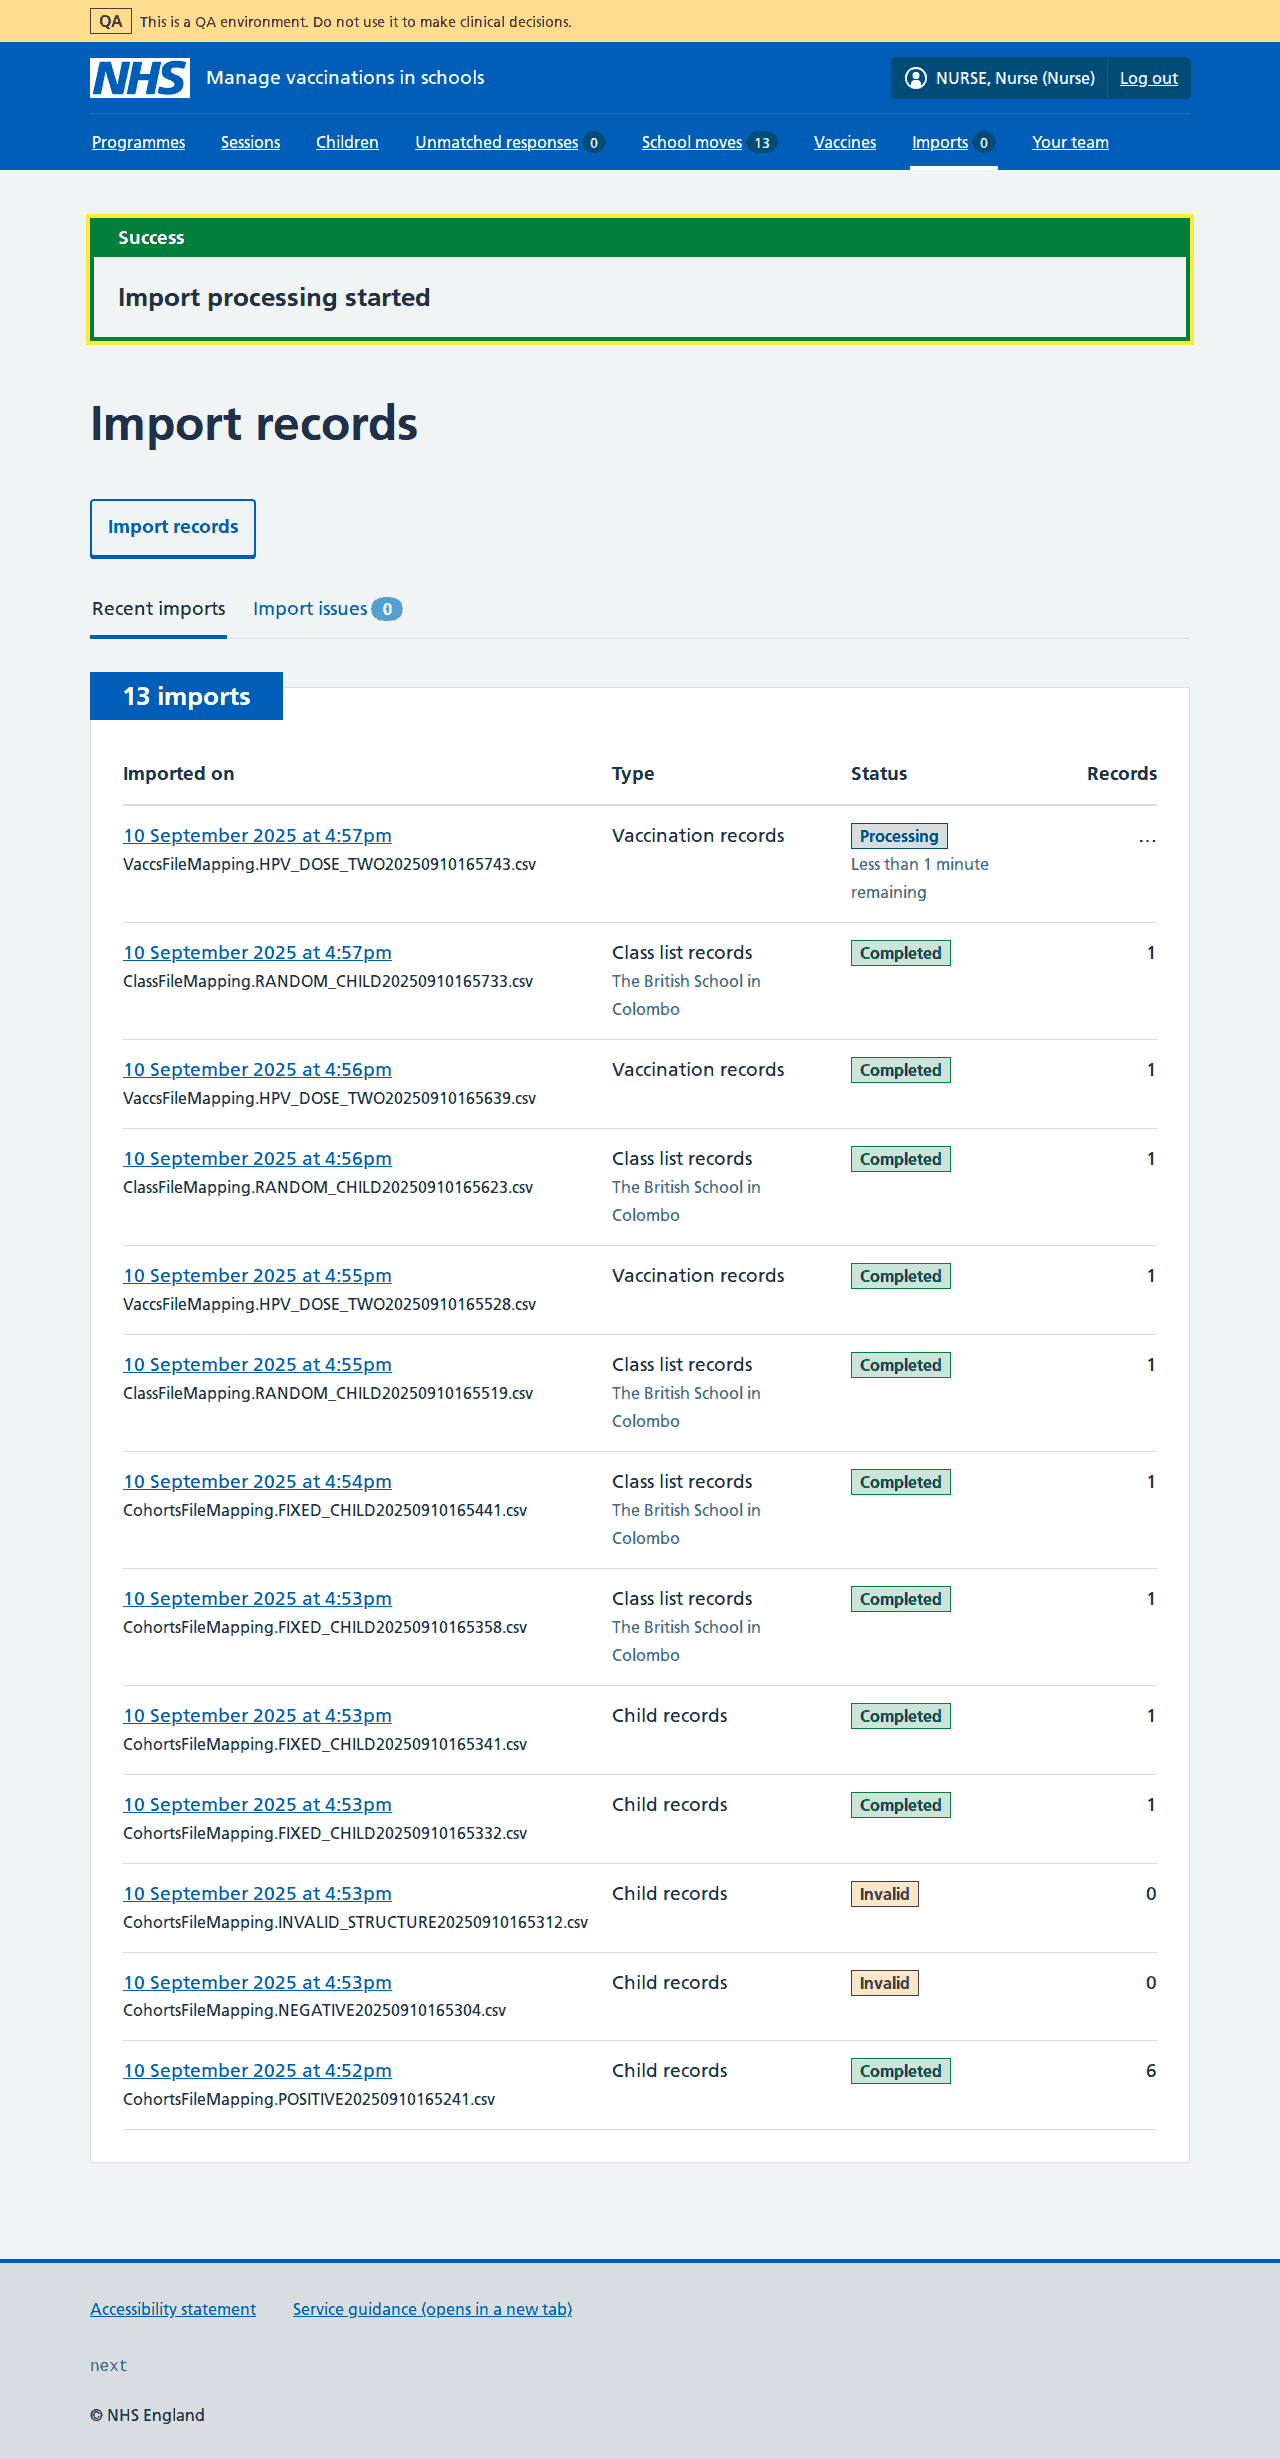 QA This is a QA environment. Do not use it to make clinical decisions.
NHS Manage vaccinations in schools NURSE, Nurse (Nurse) Log out
Programmes Sessions Children Unmatched responses 0 School moves 13 Vaccines Imports 0 Your team
Success
Import processing started
Import records
Import records
Recent imports Import issues 0
13 imports
Imported on Type Status Records
10 September 2025 at 4:57pm Vaccination records Processing ...
VaccsFileMapping.HPV_DOSE_TWO20250910165743.csv Less than 1 minute
remaining
10 September 2025 at 4:57pm Class list records Completed 1
ClassFileMapping.RANDOM_CHILD20250910165733.csv The British School in
Colombo
10 September 2025 at 4:56pm Vaccination records Completed 1
VaccsFileMapping.HPV_DOSE_TWO20250910165639.csv
10 September 2025 at 4:56pm Class list records Completed 1
ClassFileMapping.RANDOM_CHILD20250910165623.csv The British School in
Colombo
10 September 2025 at 4:55pm Vaccination records Completed 1
VaccsFileMapping.HPV_DOSE_TWO20250910165528.csv
10 September 2025 at 4:55pm Class list records Completed 1
ClassFileMapping.RANDOM_CHILD20250910165519.csv The British School in
Colombo
10 September 2025 at 4:54pm Class list records Completed 1
CohortsFileMapping.FIXED_CHILD20250910165441.csv The British School in
Colombo
10 September 2025 at 4:53pm Class list records Completed 1
CohortsFileMapping.FIXED_CHILD20250910165358.csv The British School in
Colombo
10 September 2025 at 4:53pm Child records Completed 1
CohortsFileMapping.FIXED_CHILD20250910165341.csv
10 September 2025 at 4:53pm Child records Completed 1
CohortsFileMapping.FIXED_CHILD20250910165332.csv
10 September 2025 at 4:53pm Child records Invalid 0
CohortsFileMapping.INVALID_STRUCTURE20250910165312.csv
10 September 2025 at 4:53pm Child records Invalid 0
CohortsFileMapping.NEGATIVE20250910165304.csv
10 September 2025 at 4:52pm Child records Completed 6
CohortsFileMapping.POSITIVE20250910165241.csv
Accessibility statement Service guidance (opens in a new tab)
next
© NHS England